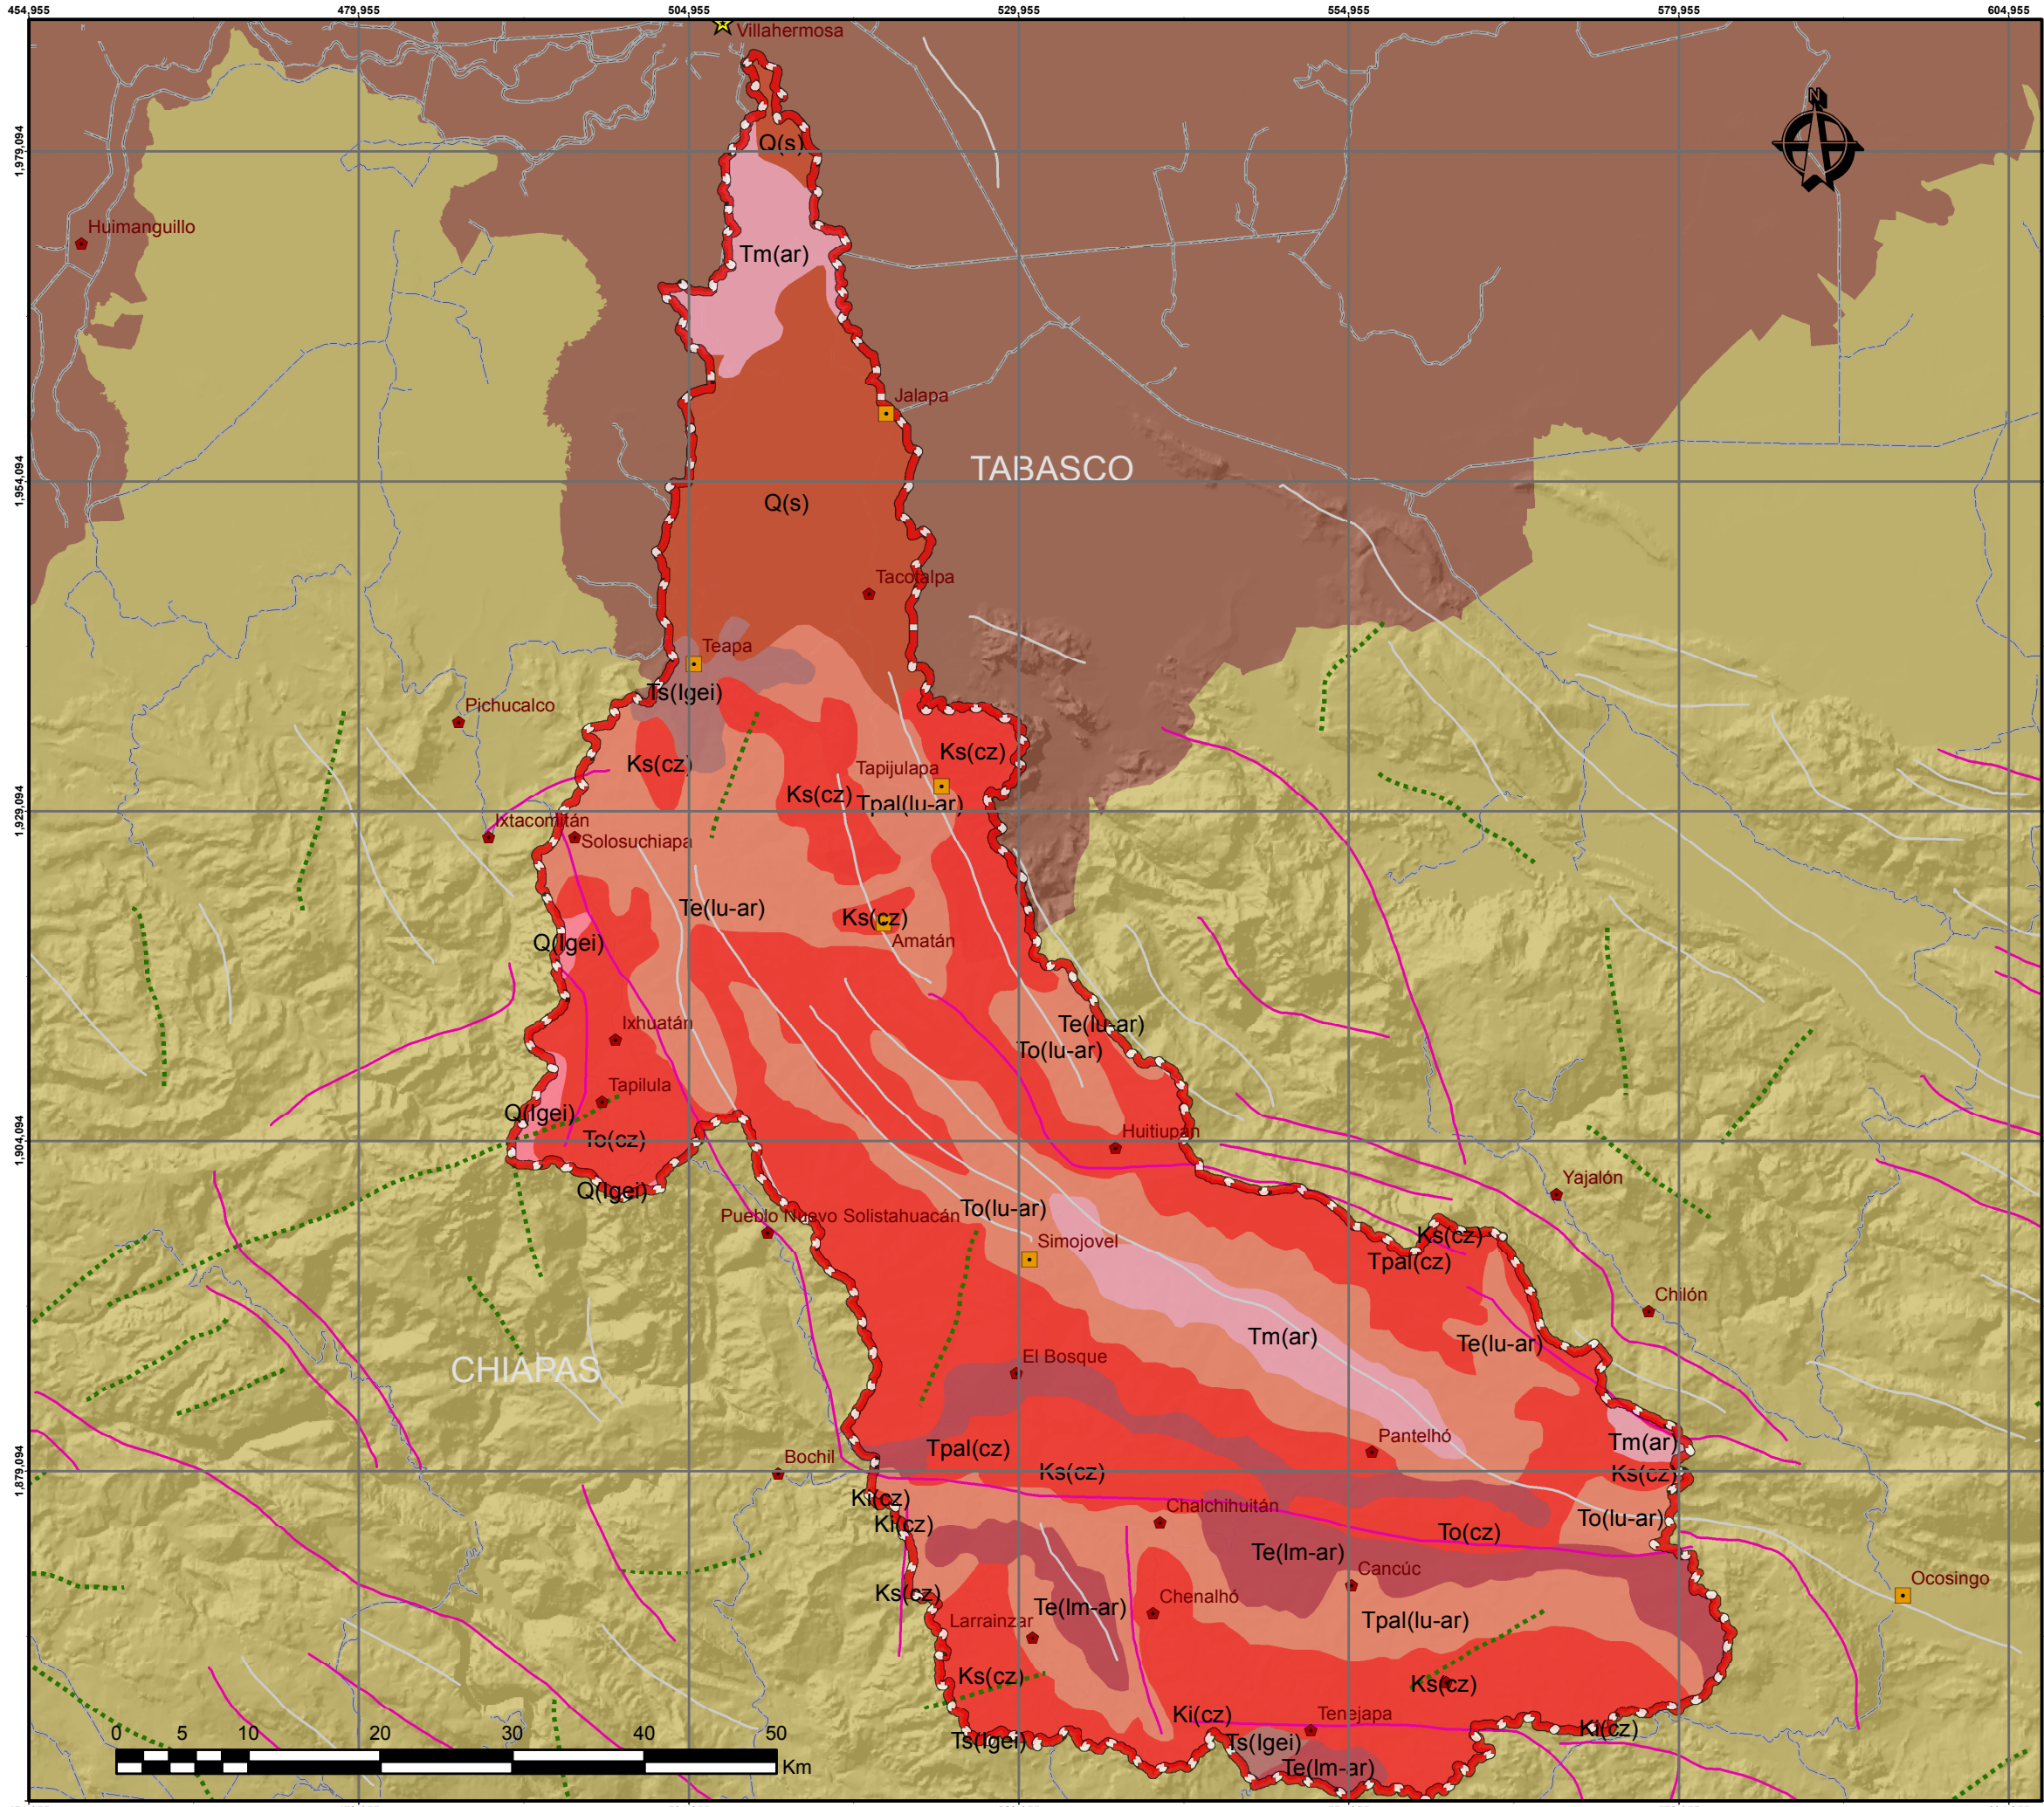 454,955
479,955
504,955
529,955
554,955
579,955
604,955
Villahermosa
N
Q(s)
1,979,094
Huimanguillo
Tm(ar)
Jalapa
TABASCO
1,954,094
Q(s)
Tacotalpa
Teapa
Ts(Igei)
Pichucalco
Ks(cz)
Ks(cz)
Tapijulapa
Ks(cz)
Tpal(lu-ar)
1,929,094
Ixtacomitán
Solosuchiapa
Te(lu-ar)
Ks(cz)
Q(Igei)
Amatán
Ixhuatán
Te(lu-ar)
To(lu-ar)
Tapilula
Q(Igei)
1,904,094
To(cz)
Huitiupán
Q(Igei)
Yajalón
To(lu-ar)
Pueblo Nuevo Solistahuacán
Simojovel
Ks(cz)
Tpal(cz)
Chilón
Tm(ar)
Te(lu-ar)
El Bosque
CHIAPAS
Pantelhó
Tm(ar)
Tpal(cz)
Bochil
1,879,094
Ks(cz)
Ks(cz)
Ki(cz)
Chalchihuitán
Ki(cz)
To(lu-ar)
To(cz)
Te(lm-ar)
Cancúc
Ocosingo
Ks(cz)
Chenalhó
Te(lm-ar)
Larrainzar
Tpal(lu-ar)
Ks(cz)
Ks(cz)
Ki(cz)
Tenejapa
Ki(cz)
Ts(Igei)
Ts(Igei)
Te(lm-ar)
0 5 10 20 30 40 50
Km